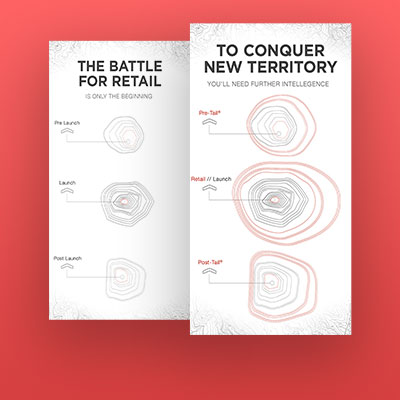 THE BATTLE
FOR RETAIL
IS ONLY THE BEGINNING
Pre Launch
Launch
Post Launch
TO CONQUER
NEW TERRITORY
YOU'LL NEED FURTHER INTELLEGENCE
Pre-Tail®
Retail // Launch
Post-Tail®